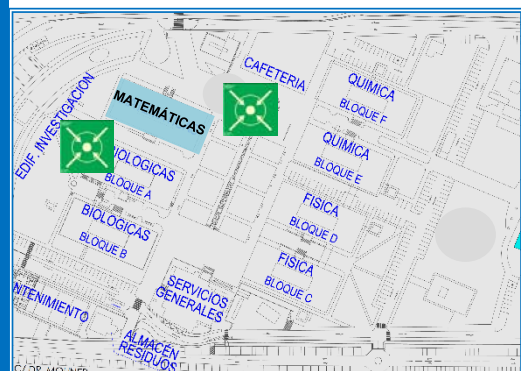 CAFETERIA
QUIMICA
BLOQUE F
MATEMÁTICAS
EDIF. INVESTIGACION
QUIMICA
BLOQUE E
BIOLOGICAS
BLOQUE A
FISICA
BLOQUE D
BIOLOGICAS
BLOQUE B
FISICA
BLOQUE C
SERVICIOS
GENERALES
NTENIMIENTO
ALMACÉN
RESIDUOS